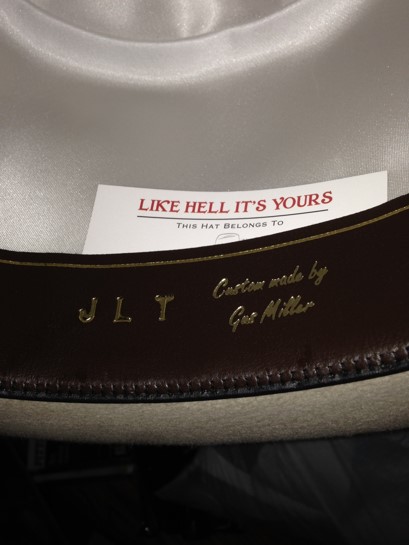 LIKE HELL IT'S YOURS
THIS HAT BELONGS TO
J L T
Custom made by
Gus Miller